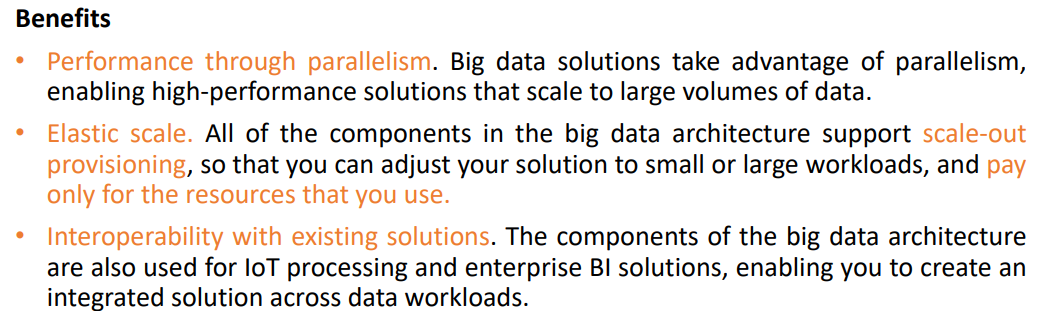 Benefits
• Performance through parallelism. Big data solutions take advantage of parallelism,
enabling high-performance solutions that scale to large volumes of data.
• Elastic scale. All of the components in the big data architecture support scale-out
provisioning, so that you can adjust your solution to small or large workloads, and pay
only for the resources that you use.
• Interoperability with existing solutions. The components of the big data architecture
are also used for IoT processing and enterprise BI solutions, enabling you to create an
integrated solution across data workloads.